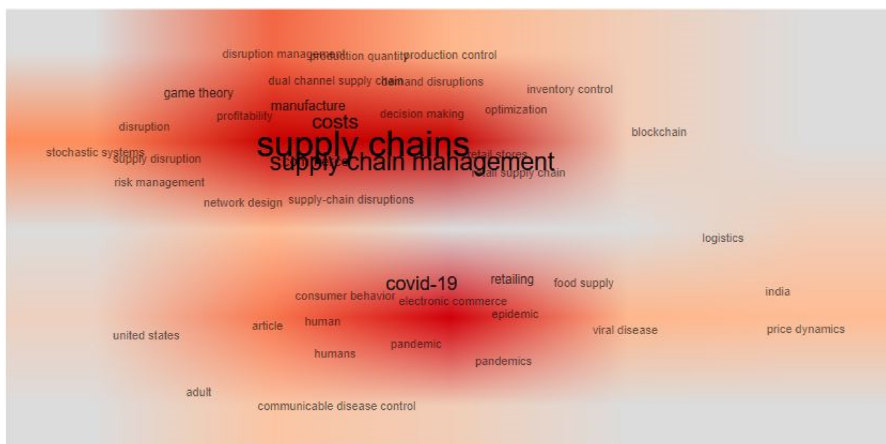 disruption management
production quantity
production control
dual channel supply chain
demand disruptions
inventory control
game theory
manufacture
optimization
profitability
costs
decision making
disruption
blockchain
supply chains
stochastic systems
supply disruption
commerce
supply chain management
retail stores
retail supply chain
risk management
network design
supply-chain disruptions
logistics
covid-19
retailing
food supply
india
consumer behavior
electronic commerce
epidemic
article
human
united states
viral disease
price dynamics
pandemic
humans
pandemics
adult
communicable disease control